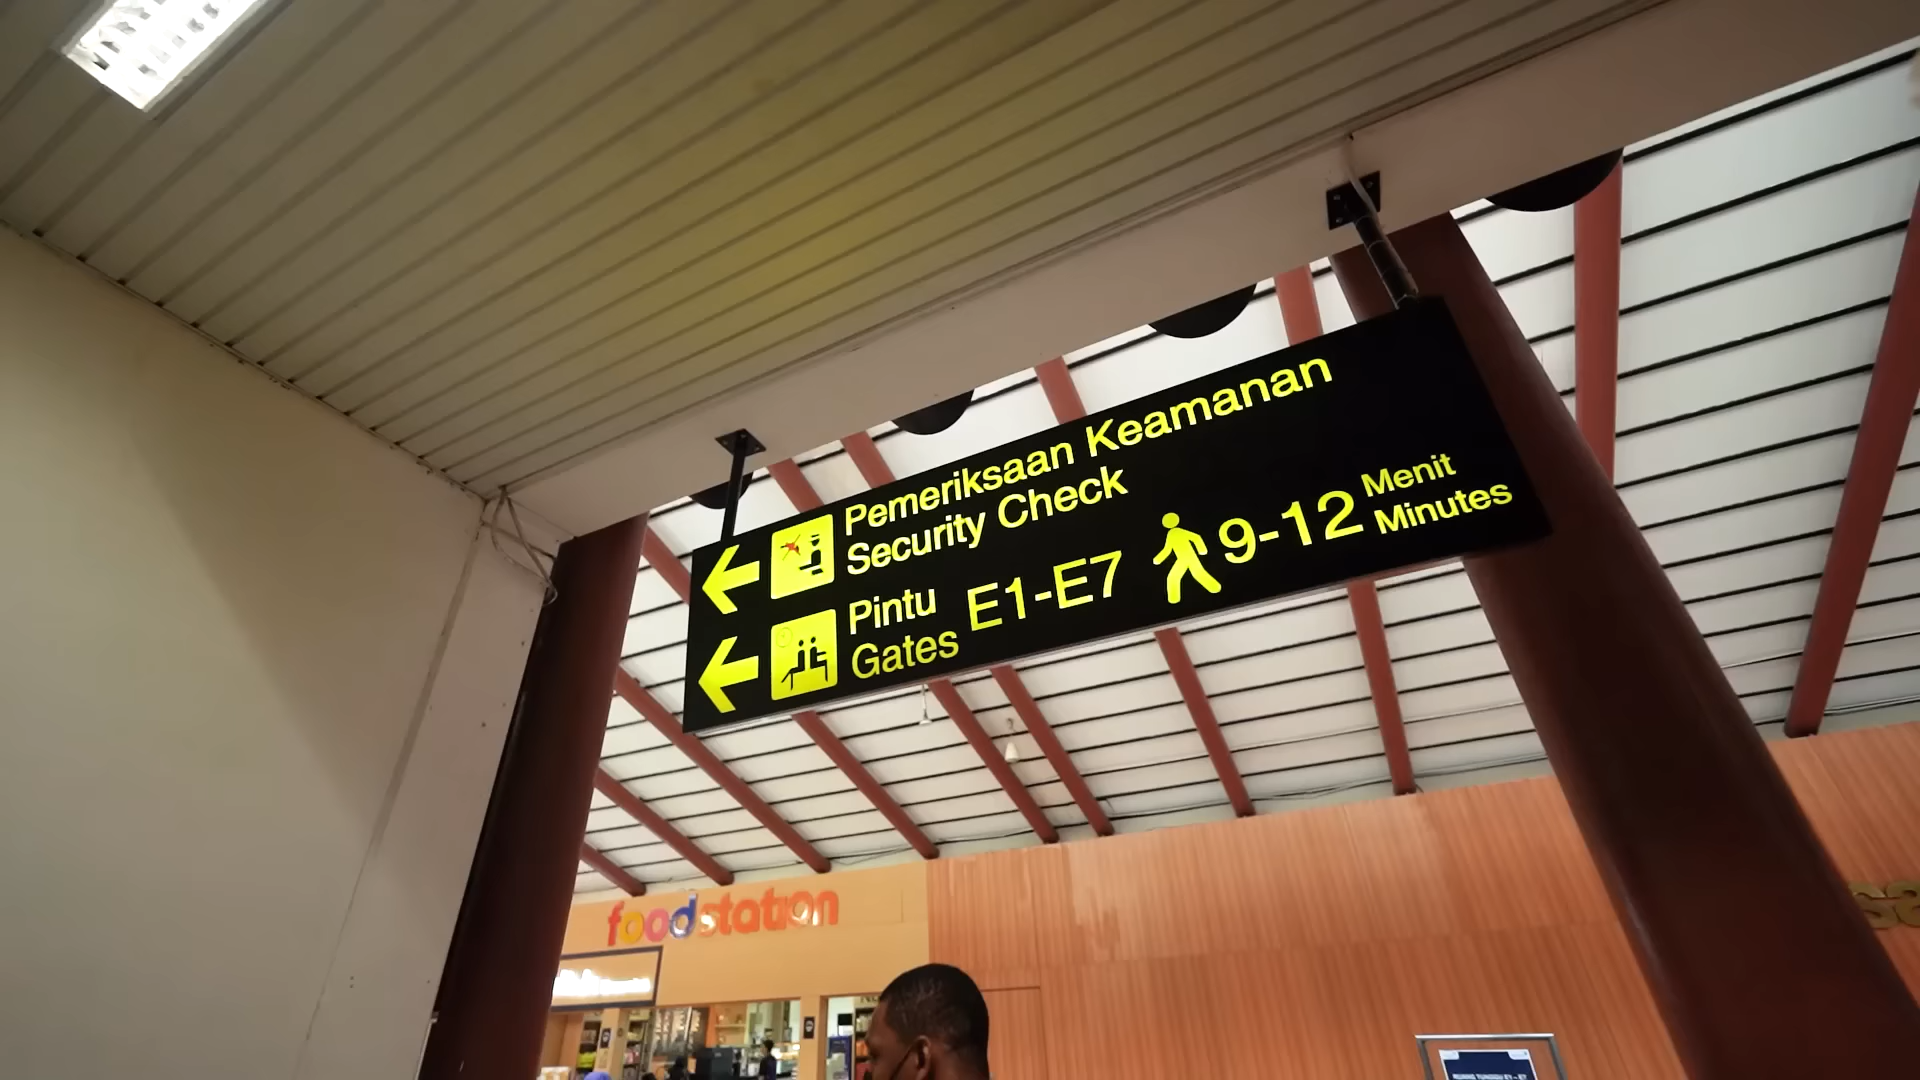 Pemeriksaan Keamanan
Security Check
Pintu
Gates
E1-E7
9-12
Menit
Minutes
foodstation